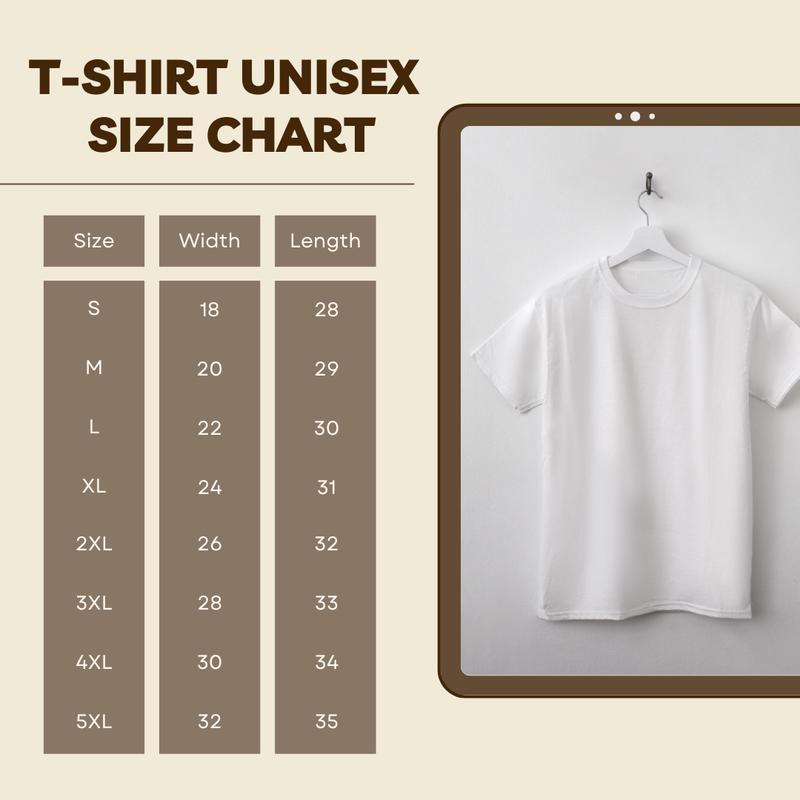 T-SHIRT UNISEX
SIZE CHART
Size Width Length
S 18 28
M 20 29
L 22 30
XL 24 31
2XL 26 32
3XL 28 33
4XL 30 34
5XL 32 35